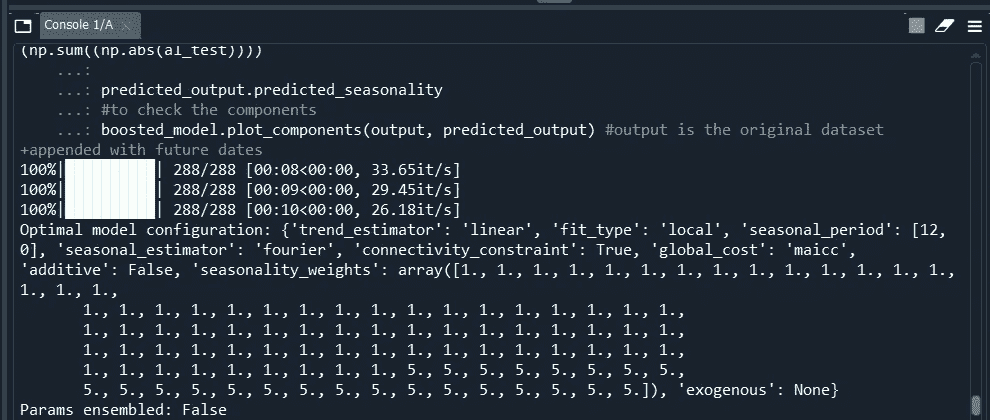 Console 1/A
(np.sum((np.abs(al_test))))
...:
...: predicted_output.predicted_seasonality
...: #to check the components
...: boosted_model.plot_components(output, predicted_output) #output is the original dataset
+appended with future dates
100%|██████████| 288/288 [00:08<00:00, 33.65it/s]
100%|██████████| 288/288 [00:09<00:00, 29.45it/s]
100%|██████████| 288/288 [00:10<00:00, 26.18it/s]
Optimal model configuration: {'trend_estimator': 'linear', 'fit_type': 'local', 'seasonal_period': [12,
0], 'seasonal_estimator': 'fourier', 'connectivity_constraint': True, 'global_cost': 'maicc',
'additive': False, 'seasonality_weights': array([1., 1., 1., 1., 1., 1., 1., 1., 1., 1., 1., 1., 1., 1.,
1., 1., 1.,
1., 1., 1., 1., 1., 1., 1., 1., 1., 1., 1., 1., 1., 1., 1., 1., 1.,
1., 1., 1., 1., 1., 1., 1., 1., 1., 1., 1., 1., 1., 1., 1., 1., 1.,
1., 1., 1., 1., 1., 1., 1., 1., 1., 1., 1., 1., 1., 1., 1., 1., 1.,
1., 1., 1., 1., 1., 1., 1., 1., 1., 5., 5., 5., 5., 5., 5., 5., 5.,
5., 5., 5., 5., 5., 5., 5., 5., 5., 5., 5., 5., 5., 5., 5., 5.]), 'exogenous': None}
Params ensembled: False